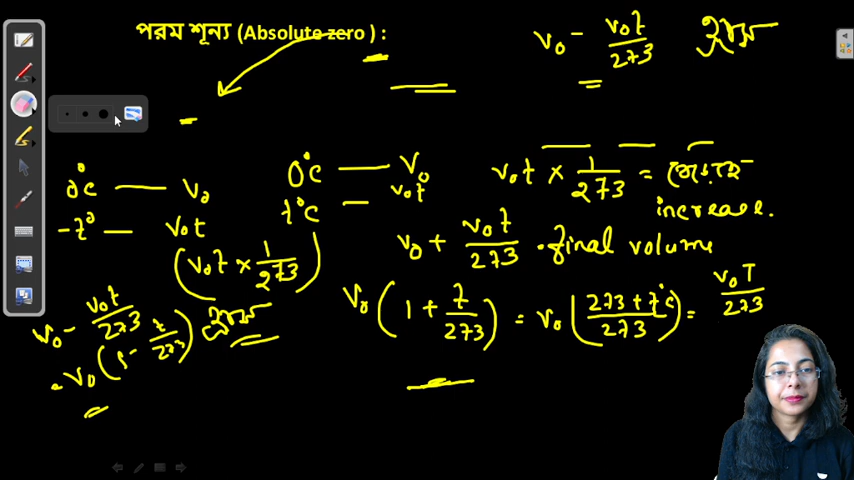 পরম শূন্য (Absolute zero) :
V₀ - V₀t/273 হ্রাস
0°C — V₀
-t° — V₀t
(V₀t × 1/273)
V₀ - V₀t/273 হ্রাস
= V₀(1 - t/273)
0°C — V₀
t°C — V₀t
V₀t × 1/273 =
increase.
V₀ + V₀t/273 . final volume
V₀(1 + t/273) = V₀(273 + t°C/273) = V₀T/273